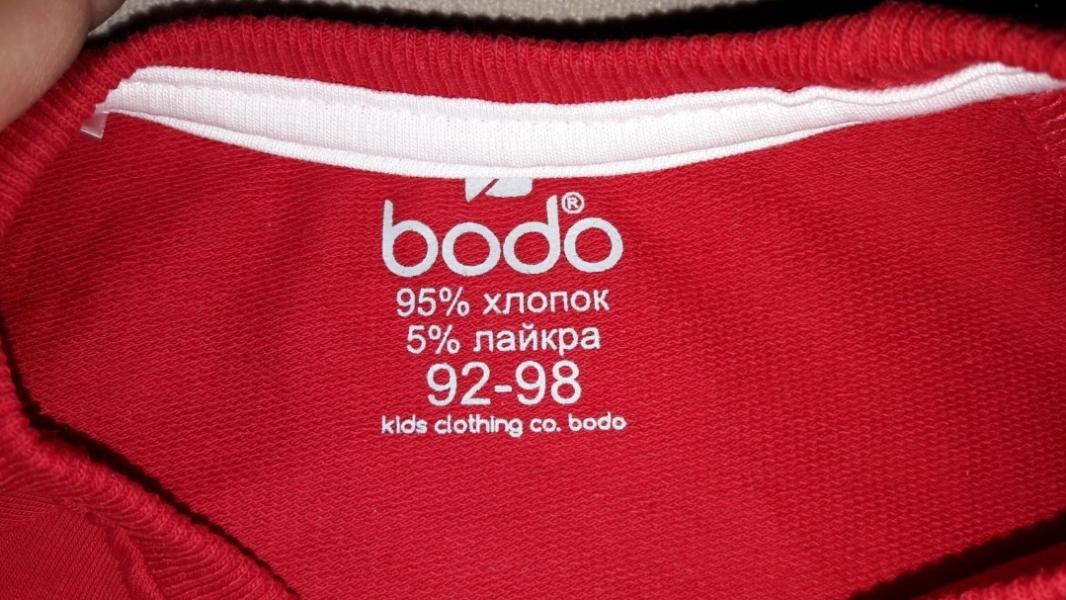 bodo®
95% хлопок
5% лайкра
92-98
kids clothing co. bodo